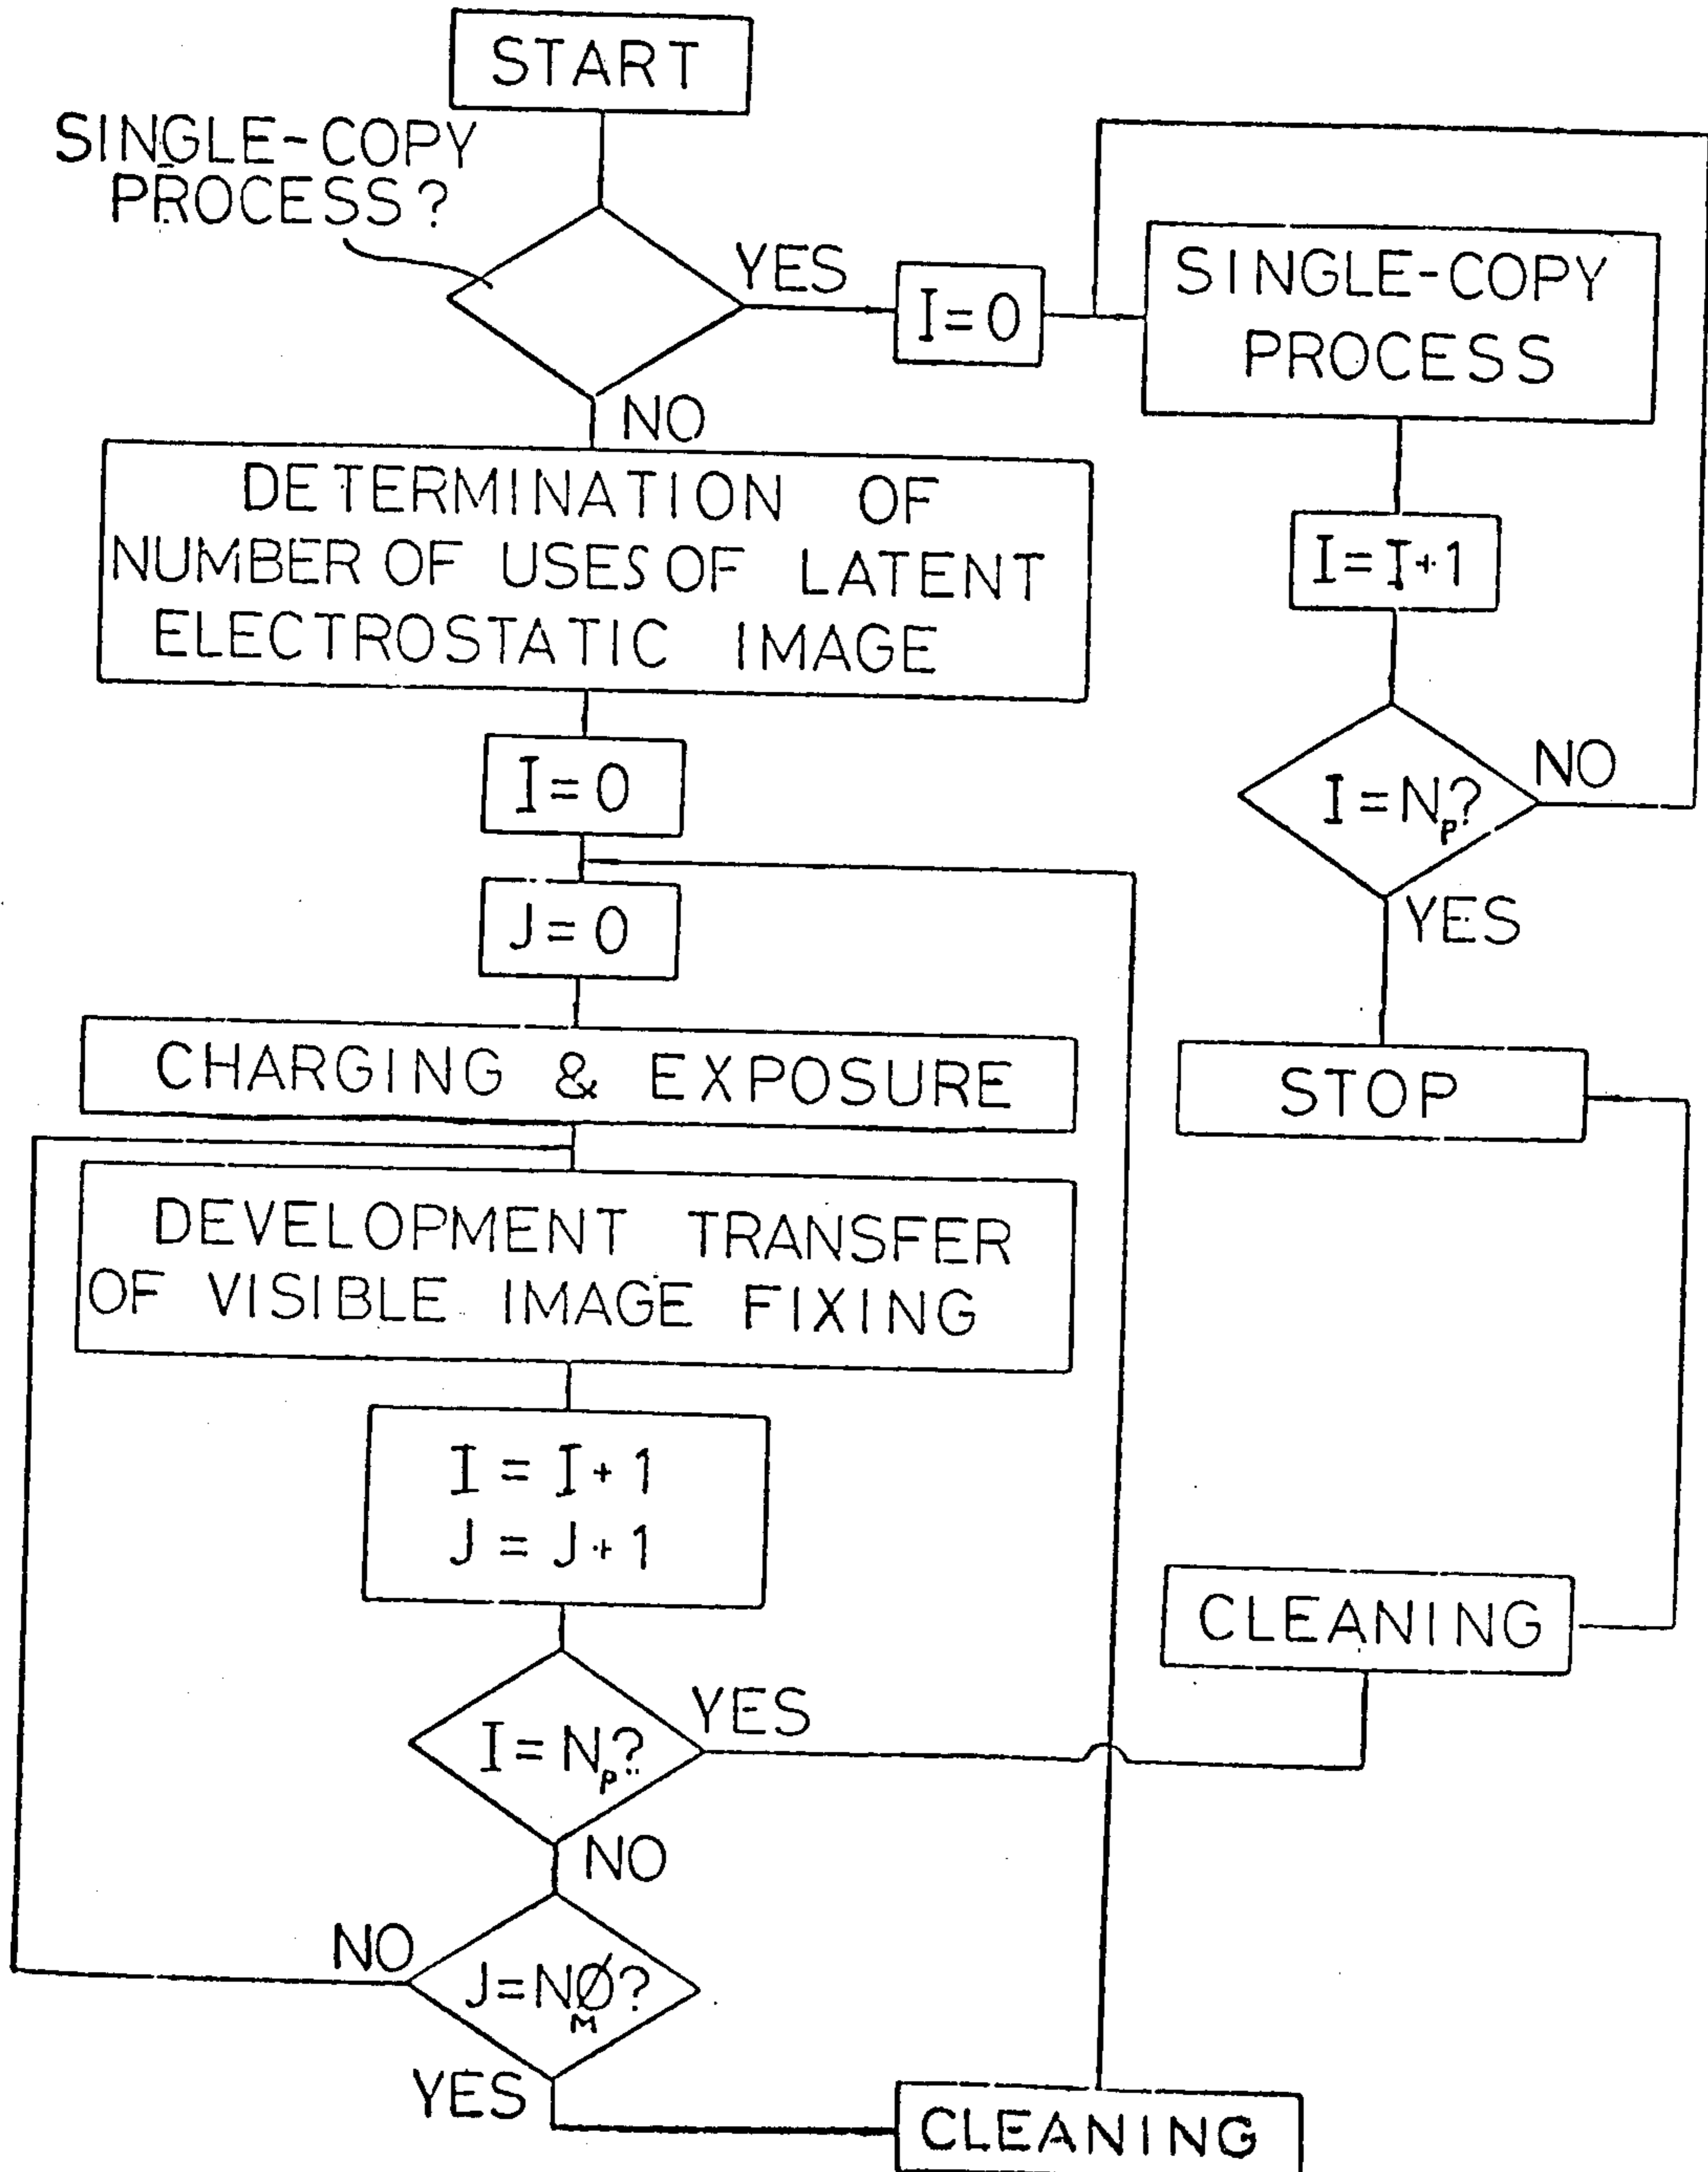 START
SINGLE-COPY
PROCESS?
YES
I=0
SINGLE-COPY
PROCESS
NO
DETERMINATION OF
NUMBER OF USES OF LATENT
ELECTROSTATIC IMAGE
I=I+1
I=0
I=Np?
NO
J=0
YES
CHARGING & EXPOSURE
STOP
DEVELOPMENT TRANSFER
OF VISIBLE IMAGE FIXING
I=I+1
J=J+1
CLEANING
I=Np?
YES
NO
NO
J=NØM?
YES
CLEANING